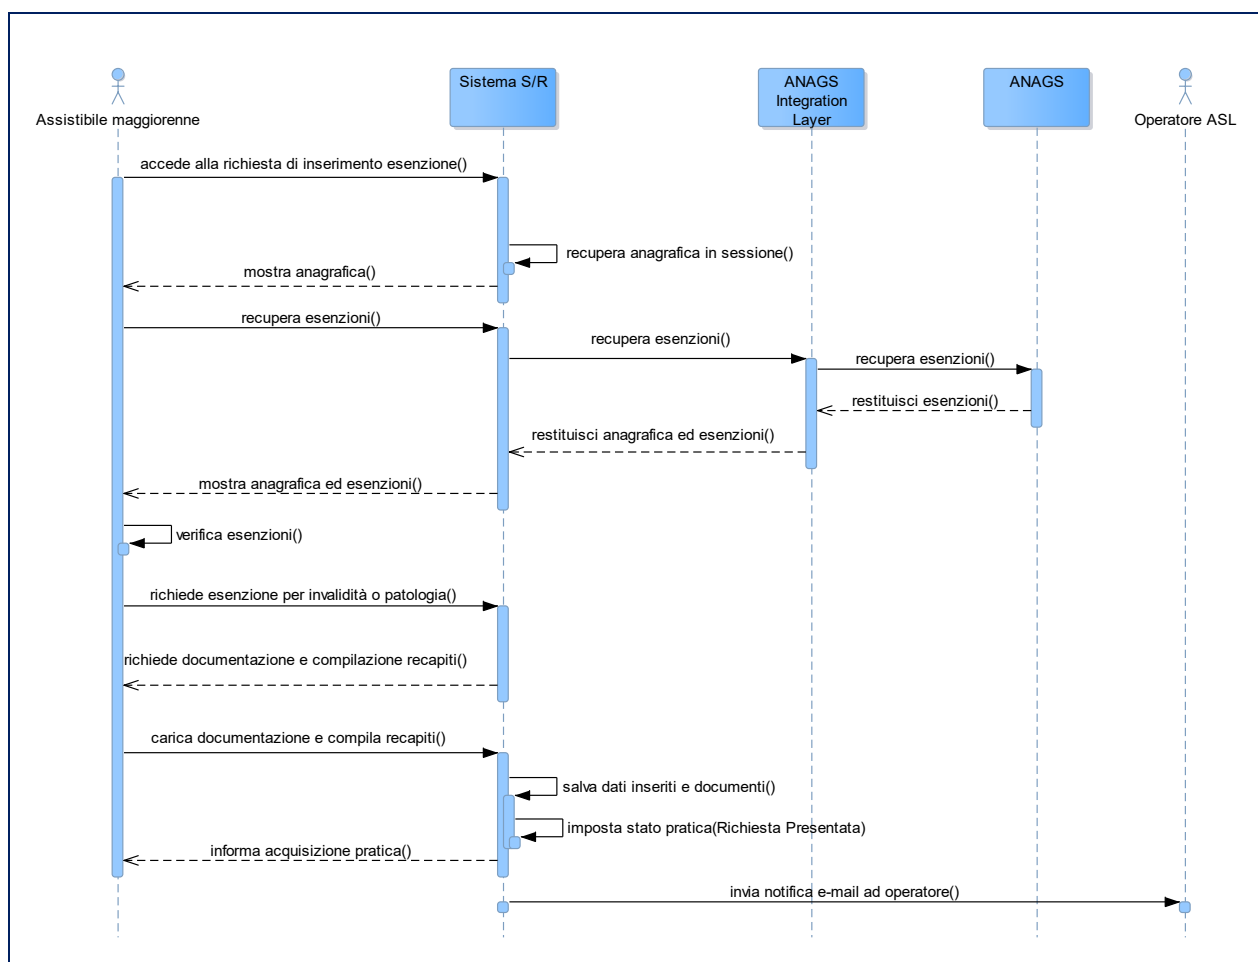 Sistema S/R
ANAGS
Integration
Layer
ANAGS
Assistibile maggiorenne
Operatore ASL
accede alla richiesta di inserimento esenzione()
recupera anagrafica in sessione()
mostra anagrafica()
recupera esenzioni()
recupera esenzioni()
recupera esenzioni()
restituisci esenzioni()
restituisci anagrafica ed esenzioni()
mostra anagrafica ed esenzioni()
verifica esenzioni()
richiede esenzione per invalidità o patologia()
richiede documentazione e compilazione recapiti()
carica documentazione e compila recapiti()
salva dati inseriti e documenti()
imposta stato pratica(Richiesta Presentata)
informa acquisizione pratica()
invia notifica e-mail ad operatore()